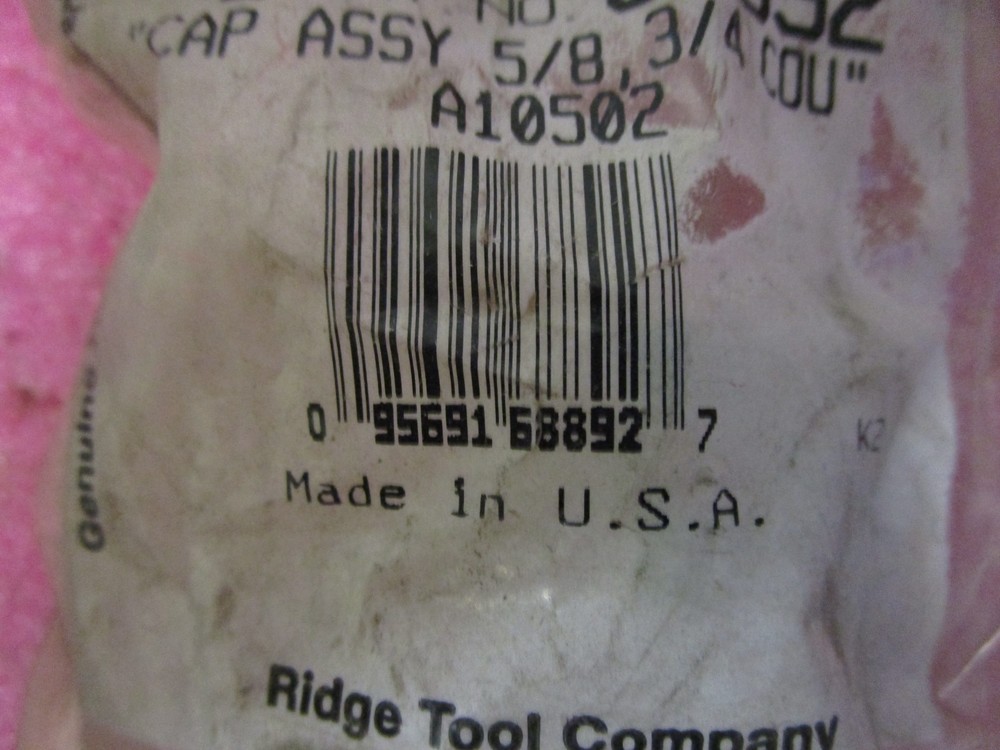 No.
"CAP ASSY 5/8, 3/4 COU"
A10502
0 95691 68892 7
K2
Made in U.S.A.
Genuine
Ridge Tool Company